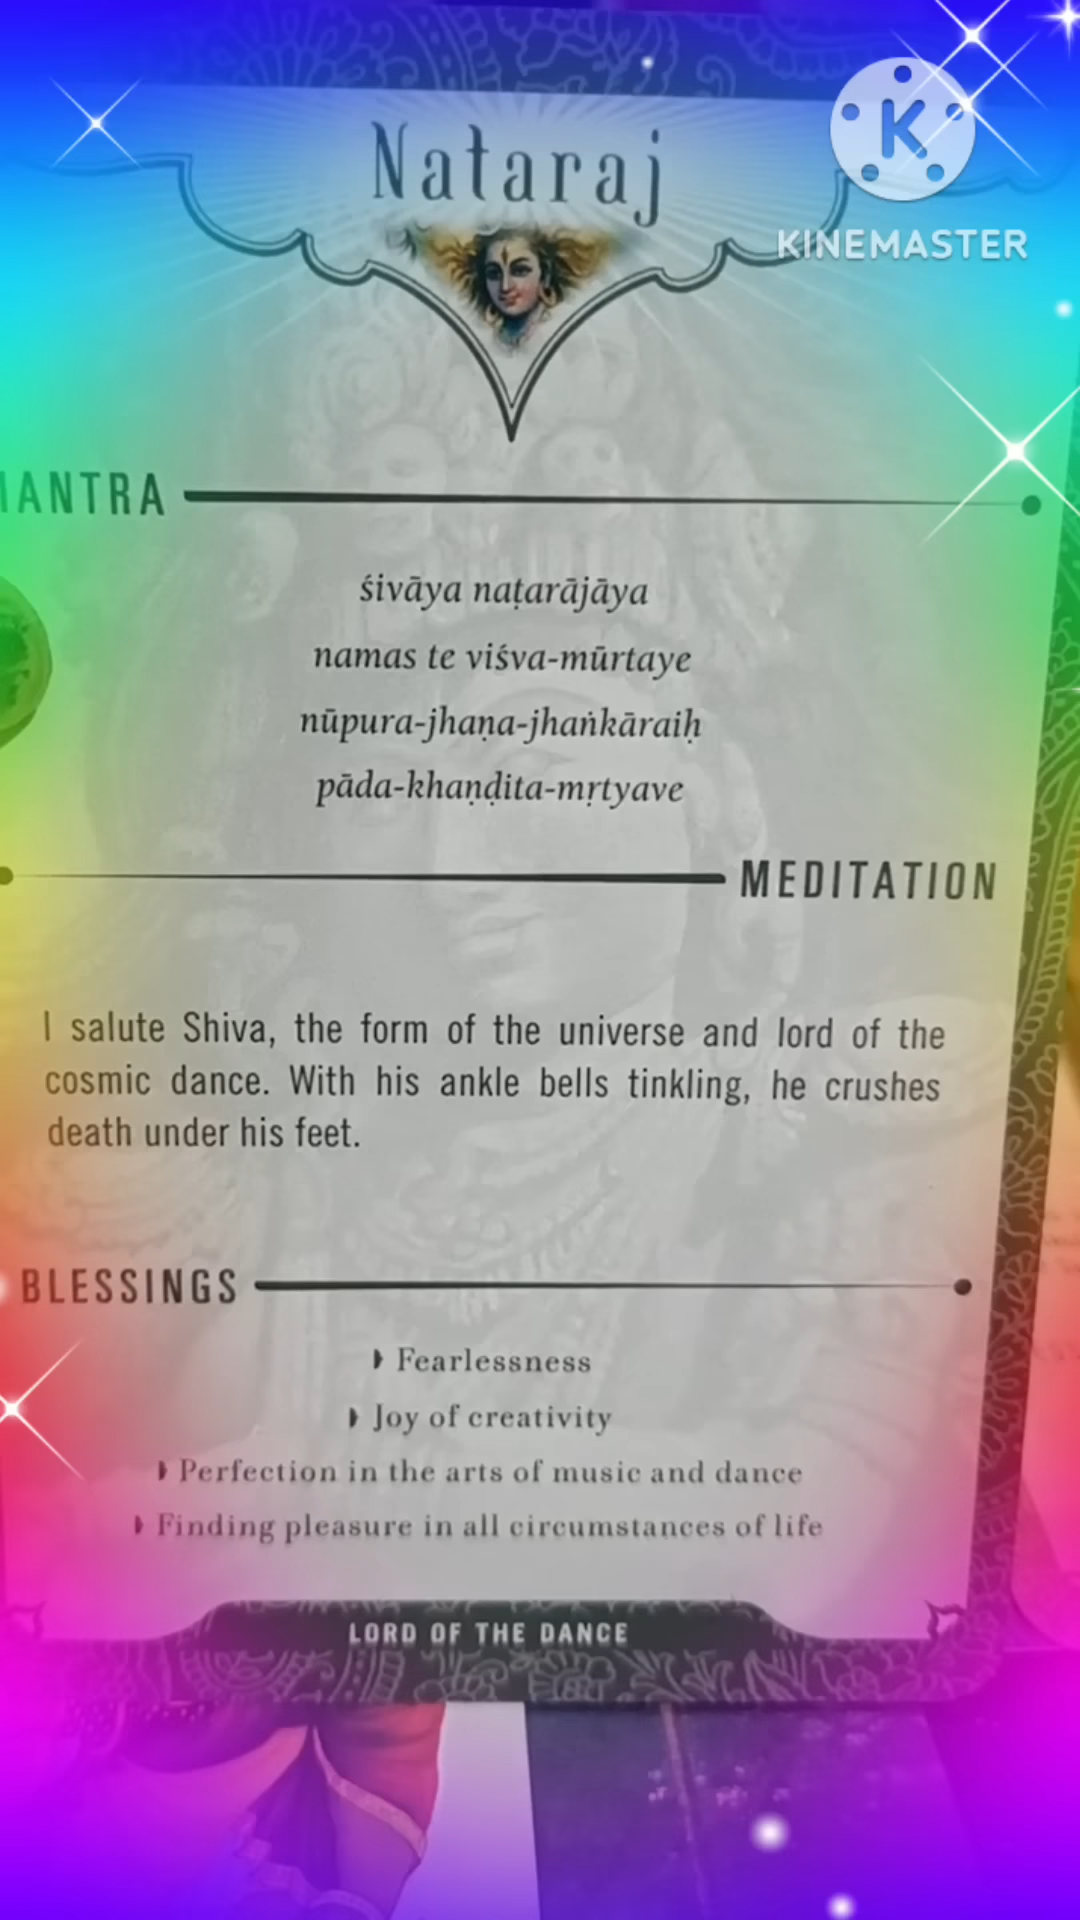 Nataraj
K
KINEMASTER
MANTRA
śivāya naṭarājāya
namas te viśva-mūrtaye
nūpura-jhaṇa-jhaṅkāraiḥ
pāda-khaṇḍita-mṛtyave
MEDITATION
I salute Shiva, the form of the universe and lord of the
cosmic dance. With his ankle bells tinkling, he crushes
death under his feet.
BLESSINGS
Fearlessness
Joy of creativity
Perfection in the arts of music and dance
Finding pleasure in all circumstances of life
LORD OF THE DANCE